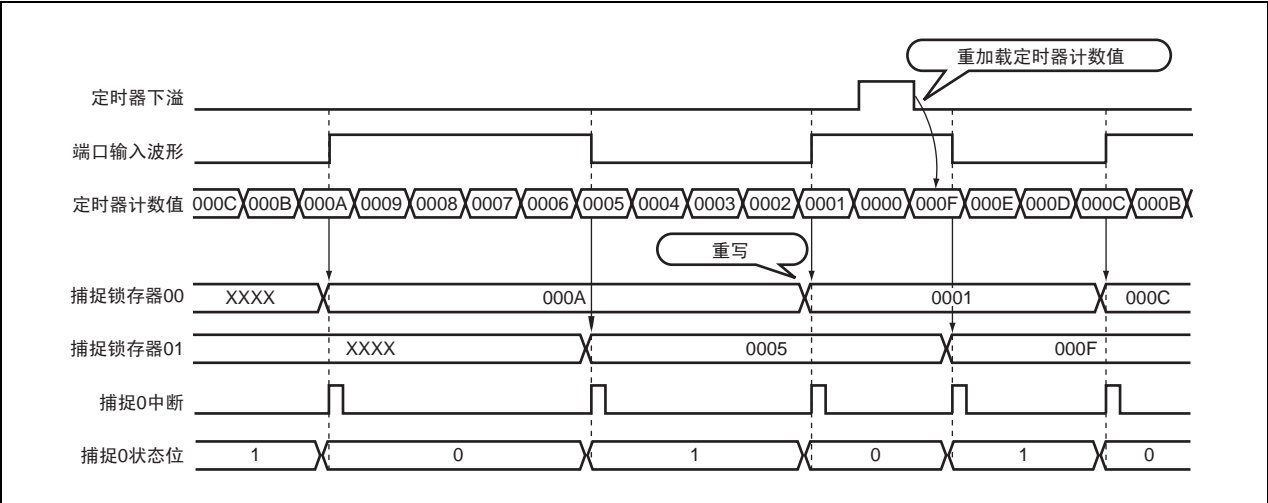 重加载定时器计数值
定时器下溢
端口输入波形
定时器计数值 000C 000B 000A 0009 0008 0007 0006 0005 0004 0003 0002 0001 0000 000F 000E 000D 000C 000B
重写
捕捉锁存器00 XXXX 000A 0001 000C
捕捉锁存器01 XXXX 0005 000F
捕捉0中断
捕捉0状态位 1 0 1 0 1 0